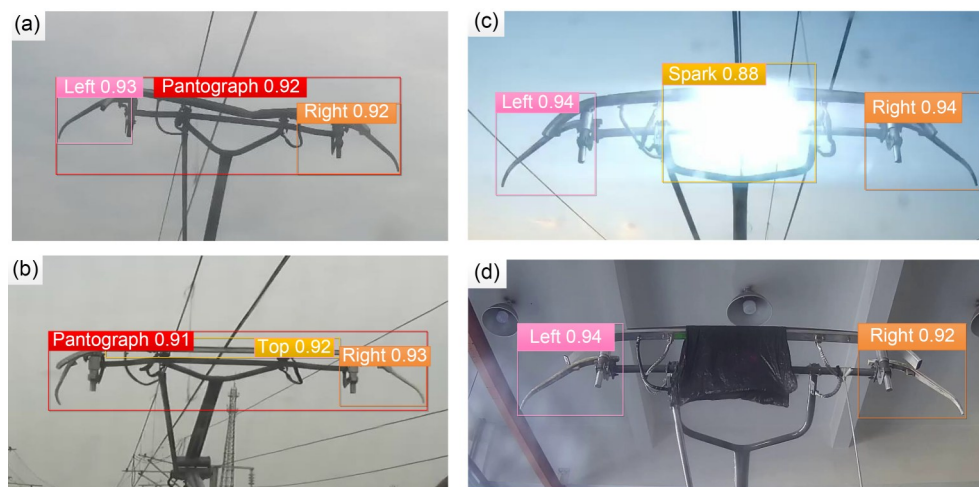 (a)
Left 0.93
Pantograph 0.92
Right 0.92
(b)
Pantograph 0.91
Top 0.92
Right 0.93
(c)
Spark 0.88
Left 0.94
Right 0.94
(d)
Left 0.94
Right 0.92